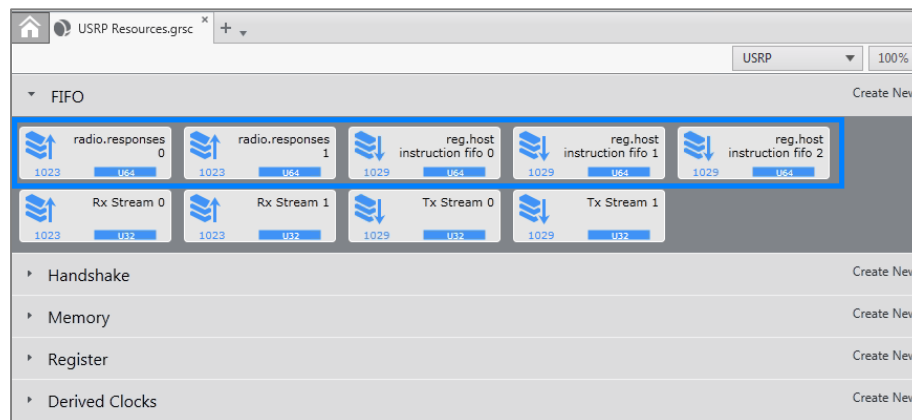 USRP Resources.grsc × +
USRP 100%
FIFO Create New
radio.responses
0
1023 U64
radio.responses
1
1023 U64
reg.host
instruction fifo 0
1029 U64
reg.host
instruction fifo 1
1029 U64
reg.host
instruction fifo 2
1029 U64
Rx Stream 0
1023 U32
Rx Stream 1
1023 U32
Tx Stream 0
1029 U32
Tx Stream 1
1029 U32
Handshake Create New
Memory Create New
Register Create New
Derived Clocks Create New